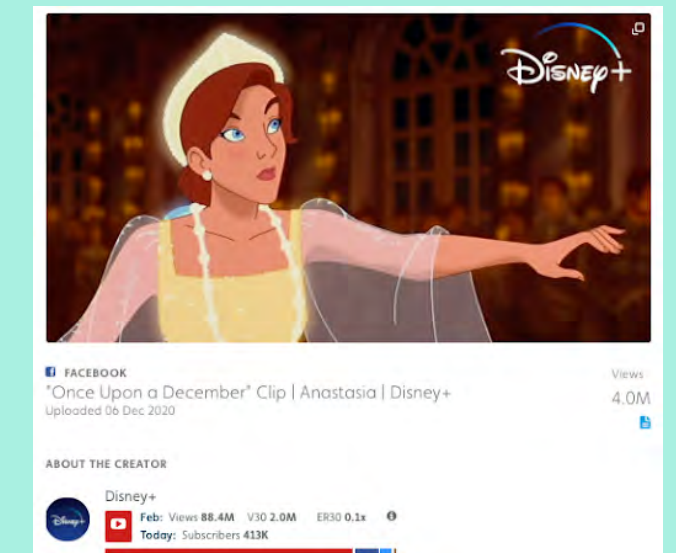 Disney+
FACEBOOK
"Once Upon a December" Clip | Anastasia | Disney+
Uploaded 06 Dec 2020
Views
4.0M
ABOUT THE CREATOR
Disney+
Disney+
Feb: Views 88.4M V30 2.0M ER30 0.1x
Today: Subscribers 413K